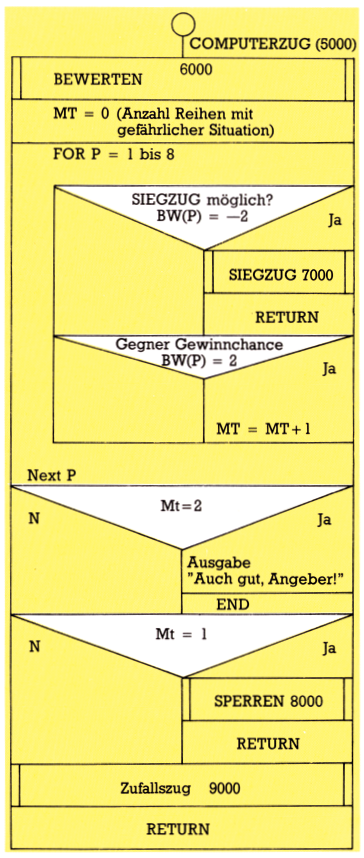 COMPUTERZUG (5000)
6000
BEWERTEN
MT = 0 (Anzahl Reihen mit
gefährlicher Situation)
FOR P = 1 bis 8
SIEGZUG möglich?
BW(P) = —2
Ja
SIEGZUG 7000
RETURN
Gegner Gewinnchance
BW(P) = 2
Ja
MT = MT+1
Next P
Mt=2
N
Ja
Ausgabe
"Auch gut, Angeber!"
END
Mt = 1
N
Ja
SPERREN 8000
RETURN
Zufallszug 9000
RETURN